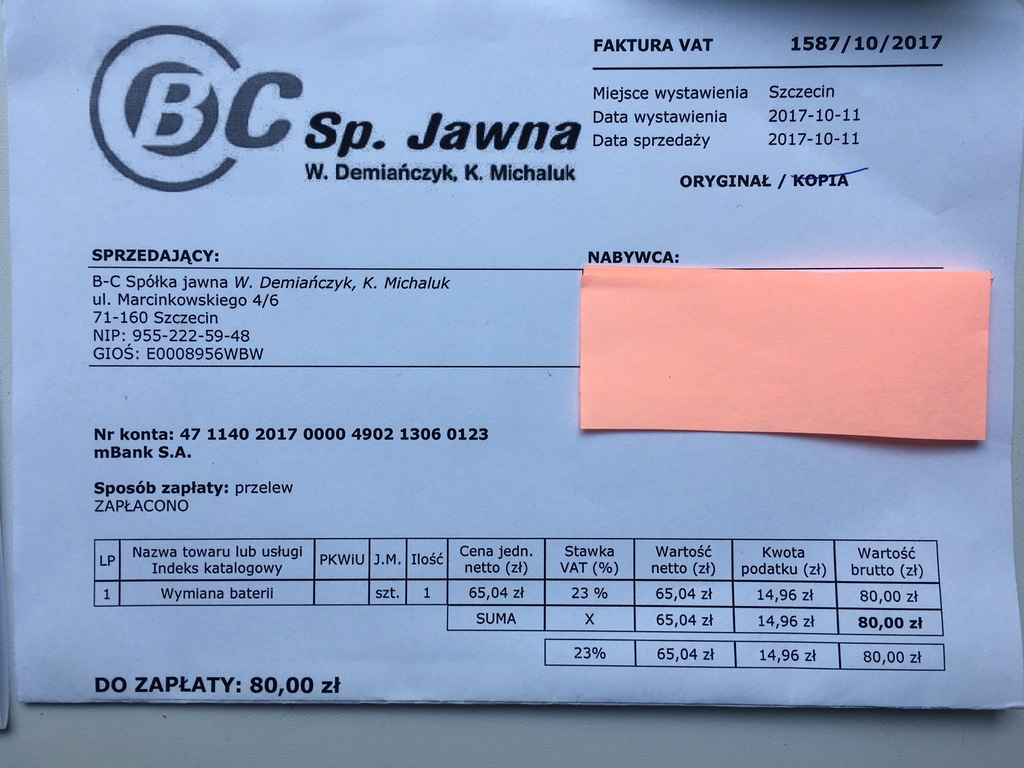 BC Sp. Jawna
W. Demiańczyk, K. Michaluk
FAKTURA VAT 1587/10/2017
Miejsce wystawienia Szczecin
Data wystawienia 2017-10-11
Data sprzedaży 2017-10-11
ORYGINAŁ / KOPIA
SPRZEDAJĄCY:
B-C Spółka jawna W. Demiańczyk, K. Michaluk
ul. Marcinkowskiego 4/6
71-160 Szczecin
NIP: 955-222-59-48
GIOŚ: E0008956WBW
NABYWCA:
Nr konta: 47 1140 2017 0000 4902 1306 0123
mBank S.A.
Sposób zapłaty: przelew
ZAPŁACONO
LP Nazwa towaru lub usługi Indeks katalogowy PKWiU J.M. Ilość Cena jedn. netto (zł) Stawka VAT (%) Wartość netto (zł) Kwota podatku (zł) Wartość brutto (zł)
1 Wymiana baterii szt. 1 65,04 zł 23 % 65,04 zł 14,96 zł 80,00 zł
SUMA X 65,04 zł 14,96 zł 80,00 zł
23% 65,04 zł 14,96 zł 80,00 zł
DO ZAPŁATY: 80,00 zł